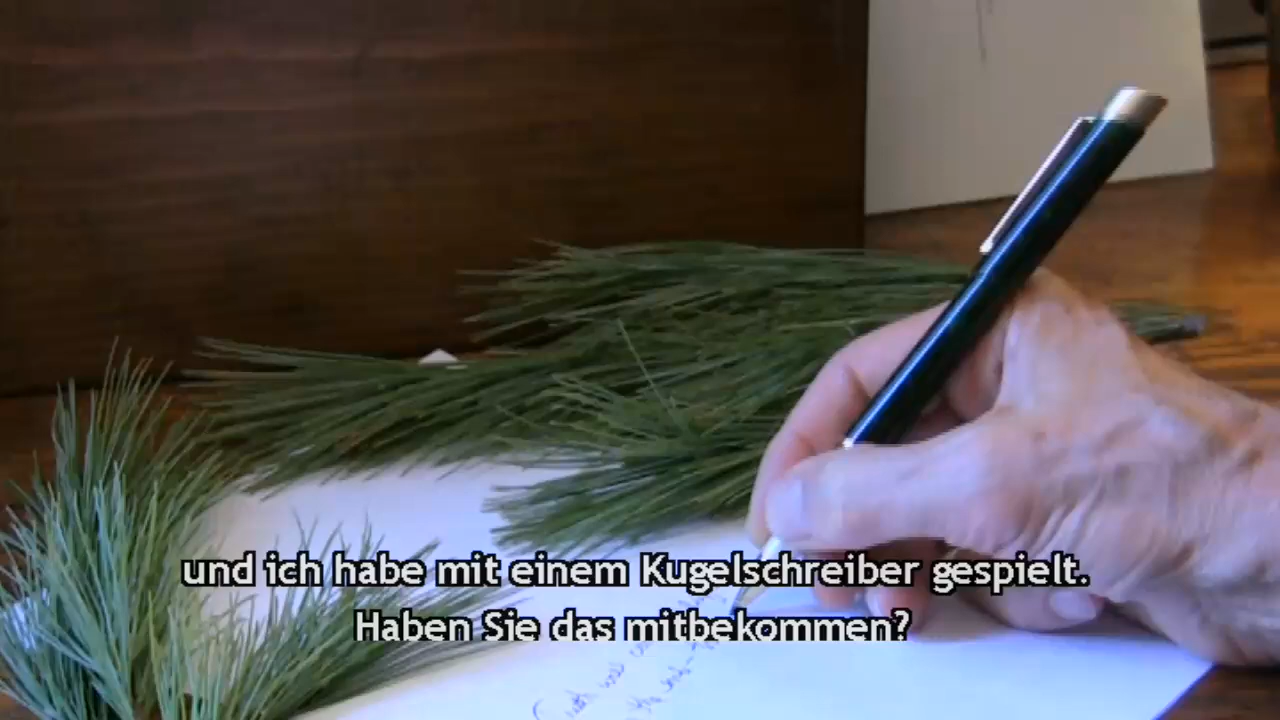 und ich habe mit einem Kugelschreiber gespielt.
Haben Sie das mitbekommen?